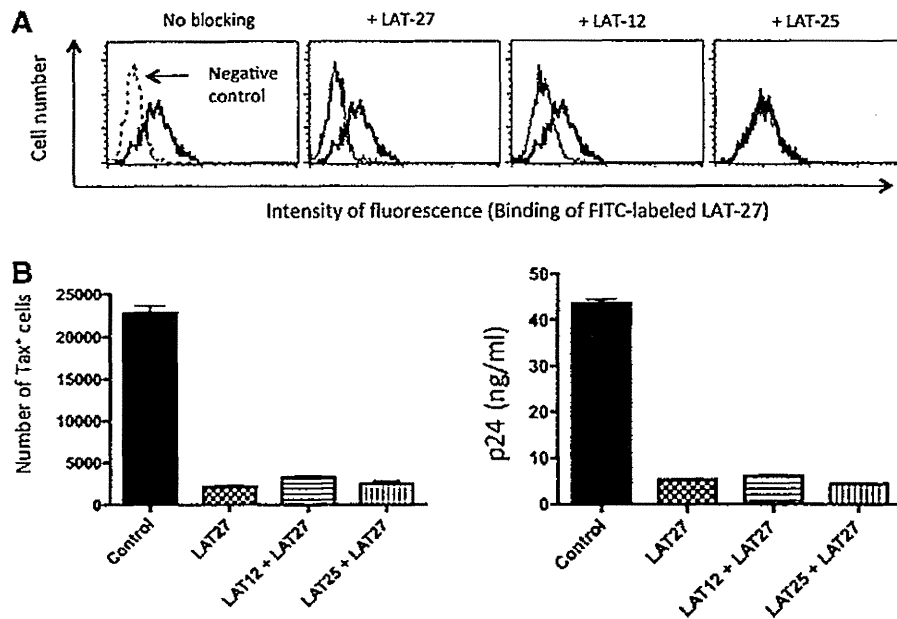 A
No blocking
+ LAT-27
+ LAT-12
+ LAT-25
Cell number
Negative
control
Intensity of fluorescence (Binding of FITC-labeled LAT-27)
B
Number of Tax⁺ cells
25000
20000
15000
10000
5000
0
Control
LAT27
LAT12 + LAT27
LAT25 + LAT27
p24 (ng/ml)
50
40
30
20
10
0
Control
LAT27
LAT12 + LAT27
LAT25 + LAT27